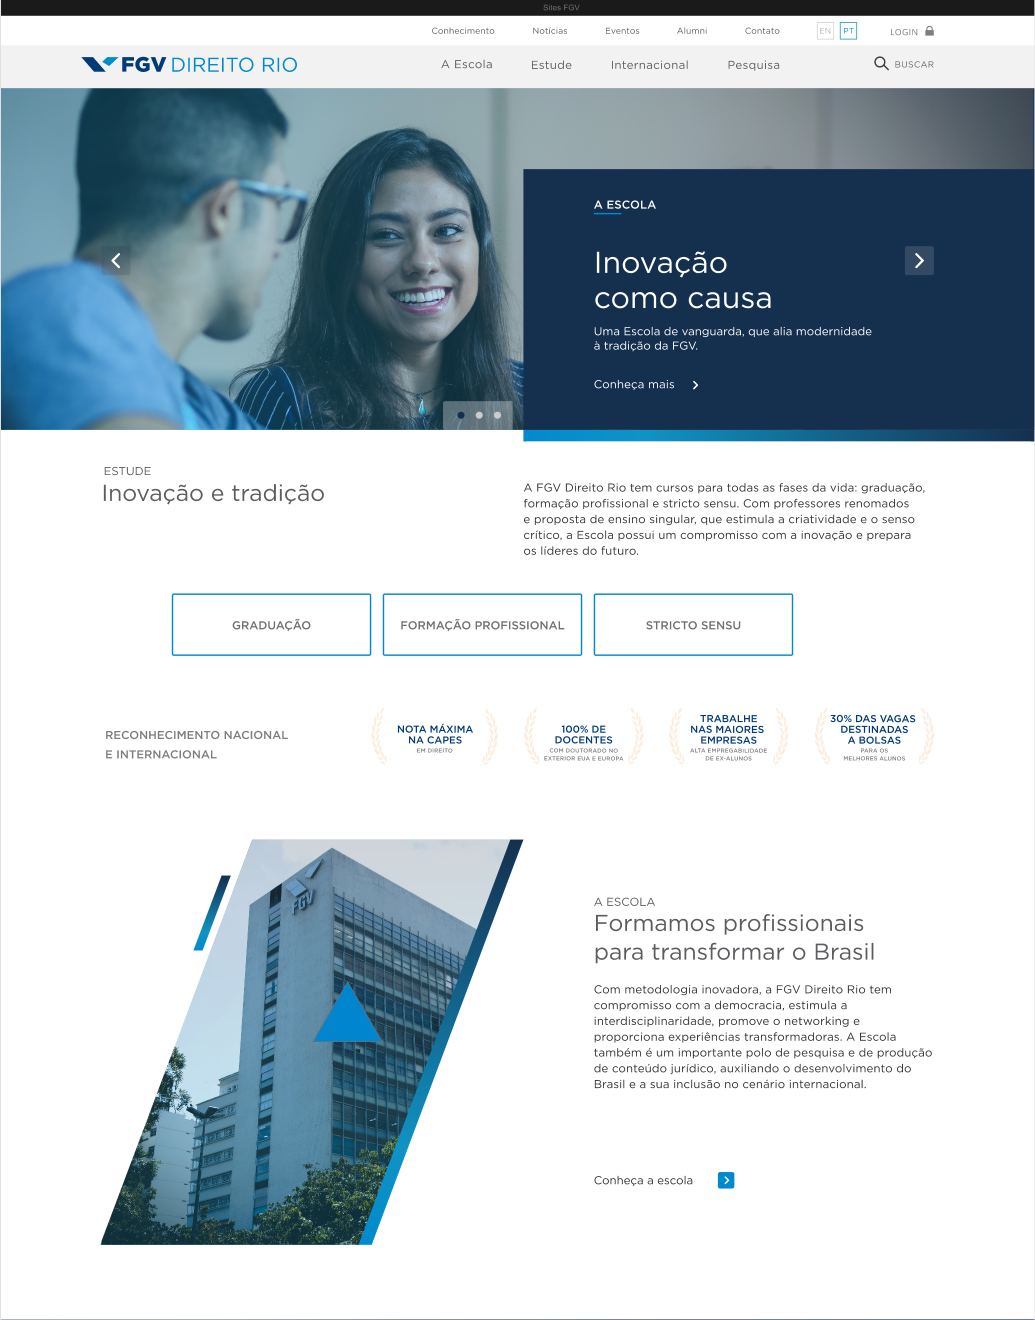 Sites FGV
Conhecimento Notícias Eventos Alumni Contato EN PT LOGIN
FGV DIREITO RIO A Escola Estude Internacional Pesquisa BUSCAR
A ESCOLA
Inovação
como causa
Uma Escola de vanguarda, que alia modernidade
à tradição da FGV.
Conheça mais
ESTUDE
Inovação e tradição
A FGV Direito Rio tem cursos para todas as fases da vida: graduação,
formação profissional e stricto sensu. Com professores renomados
e proposta de ensino singular, que estimula a criatividade e o senso
crítico, a Escola possui um compromisso com a inovação e prepara
os líderes do futuro.
GRADUAÇÃO
FORMAÇÃO PROFISSIONAL
STRICTO SENSU
RECONHECIMENTO NACIONAL
E INTERNACIONAL
NOTA MÁXIMA
NA CAPES
EM DIREITO
100% DE
DOCENTES
COM DOUTORADO NO
EXTERIOR EUA E EUROPA
TRABALHE
NAS MAIORES
EMPRESAS
ALTA EMPREGABILIDADE
DE EX-ALUNOS
30% DAS VAGAS
DESTINADAS
A BOLSAS
PARA OS
MELHORES ALUNOS
FGV
A ESCOLA
Formamos profissionais
para transformar o Brasil
Com metodologia inovadora, a FGV Direito Rio tem
compromisso com a democracia, estimula a
interdisciplinaridade, promove o networking e
proporciona experiências transformadoras. A Escola
também é um importante polo de pesquisa e de produção
de conteúdo jurídico, auxiliando o desenvolvimento do
Brasil e a sua inclusão no cenário internacional.
Conheça a escola